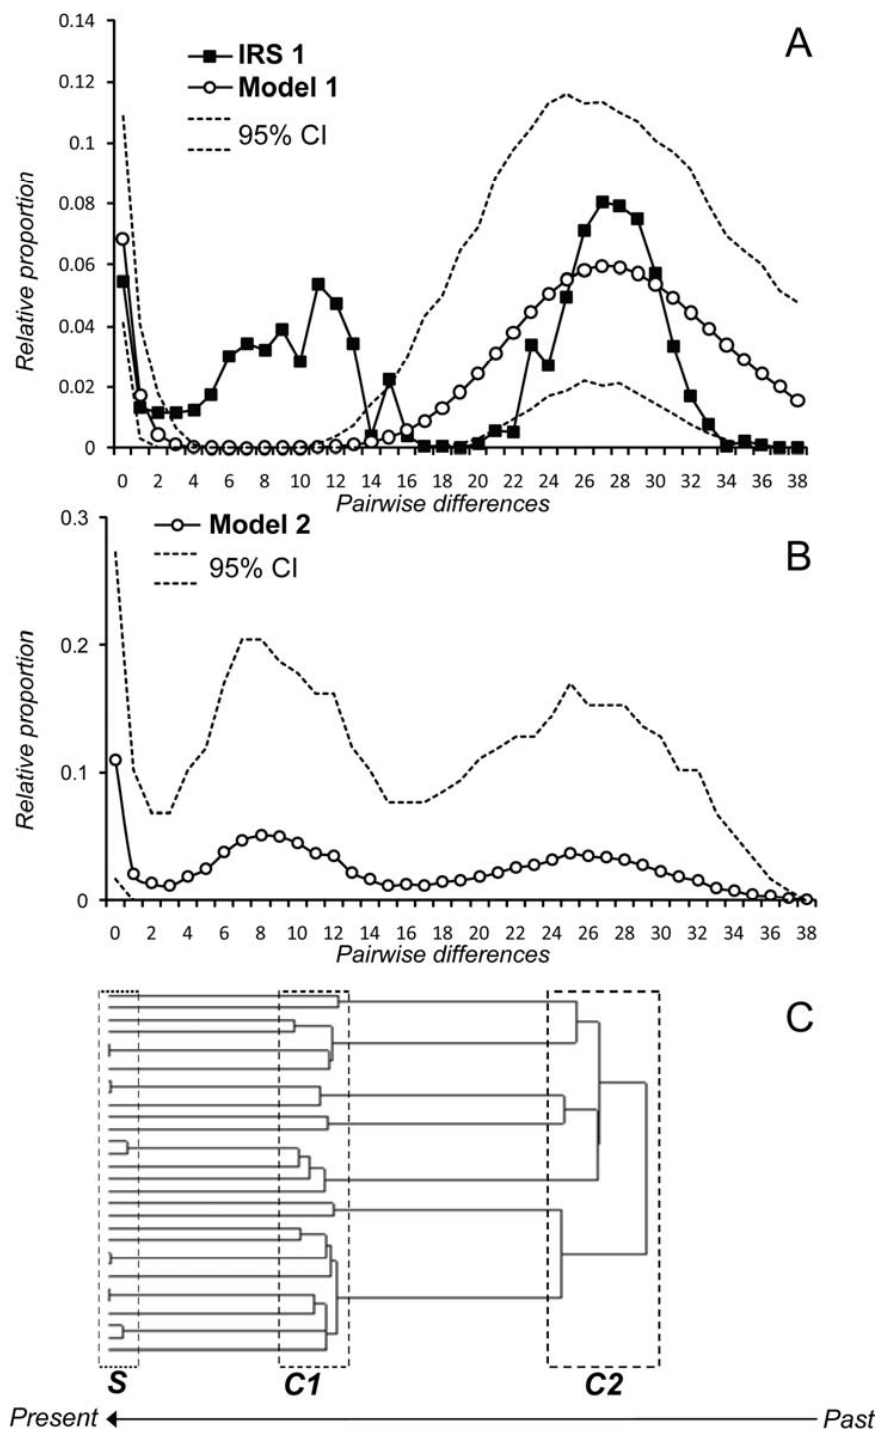 A
IRS 1
Model 1
95% CI
Relative proportion
0.14
0.12
0.1
0.08
0.06
0.04
0.02
0
0 2 4 6 8 10 12 14 16 18 20 22 24 26 28 30 32 34 36 38
Pairwise differences
B
Model 2
95% CI
Relative proportion
0.3
0.2
0.1
0
0 2 4 6 8 10 12 14 16 18 20 22 24 26 28 30 32 34 36 38
Pairwise differences
C
S C1 C2
Present Past